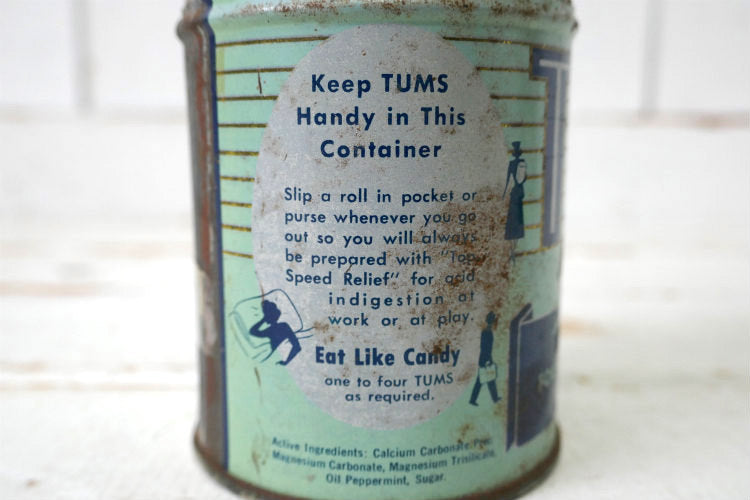 Keep TUMS
Handy in This
Container
Slip a roll in pocket or
purse whenever you go
out so you will always
be prepared with "Top
Speed Relief" for acid
indigestion at
work or at play.
Eat Like Candy
one to four TUMS
as required.
Active Ingredients: Calcium Carbonate Prec.
Magnesium Carbonate, Magnesium Trisilicate,
Oil Peppermint, Sugar.
T